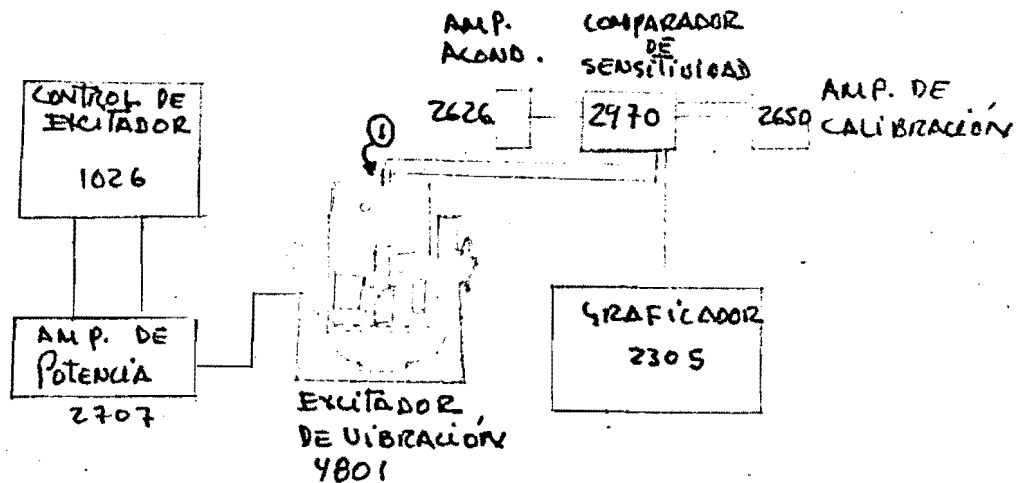 AMP.
ACOND.
COMPARADOR
DE
SENSITIVIDAD
CONTROL DE
EXCITADOR
1026
2626
2970
2650
AMP. DE
CALIBRACIÓN
1
AMP. DE
POTENCIA
2707
GRAFICADOR
2305
EXCITADOR
DE VIBRACIÓN
4801